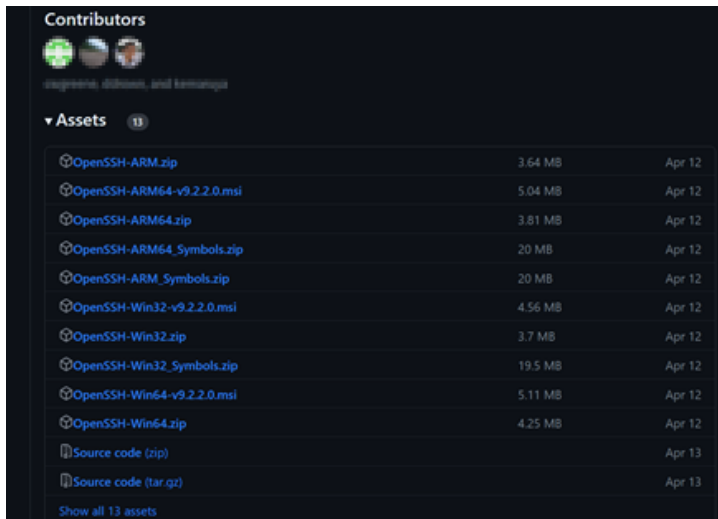 Contributors
▾ Assets 13
OpenSSH-ARM.zip 3.64 MB Apr 12
OpenSSH-ARM64-v9.2.2.0.msi 5.04 MB Apr 12
OpenSSH-ARM64.zip 3.81 MB Apr 12
OpenSSH-ARM64_Symbols.zip 20 MB Apr 12
OpenSSH-ARM_Symbols.zip 20 MB Apr 12
OpenSSH-Win32-v9.2.2.0.msi 4.56 MB Apr 12
OpenSSH-Win32.zip 3.7 MB Apr 12
OpenSSH-Win32_Symbols.zip 19.5 MB Apr 12
OpenSSH-Win64-v9.2.2.0.msi 5.11 MB Apr 12
OpenSSH-Win64.zip 4.25 MB Apr 12
Source code (zip) Apr 13
Source code (tar.gz) Apr 13
Show all 13 assets